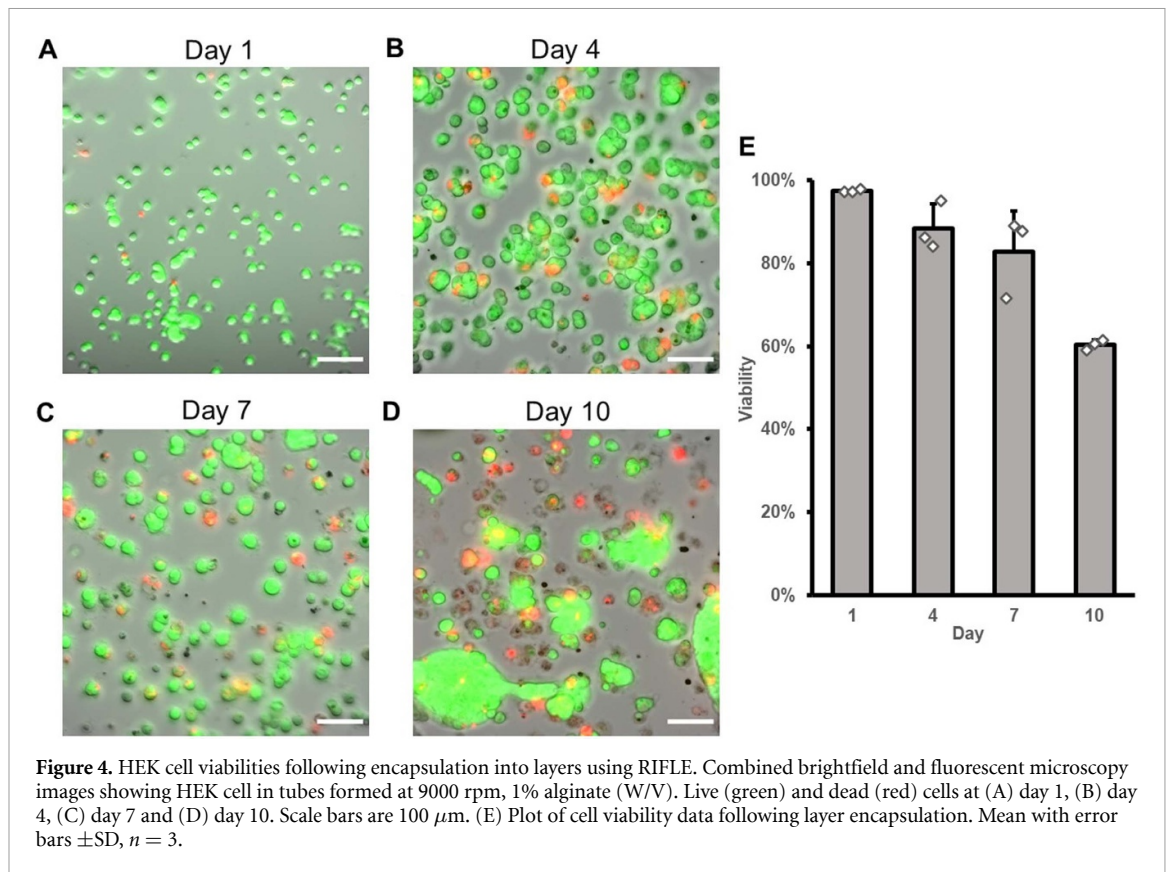 A
Day 1
B
Day 4
C
Day 7
D
Day 10
E
100%
80%
60%
40%
20%
0%
Viability
1 4 7 10
Day
Figure 4. HEK cell viabilities following encapsulation into layers using RIFLE. Combined brightfield and fluorescent microscopy
images showing HEK cell in tubes formed at 9000 rpm, 1% alginate (W/V). Live (green) and dead (red) cells at (A) day 1, (B) day
4, (C) day 7 and (D) day 10. Scale bars are 100 μm. (E) Plot of cell viability data following layer encapsulation. Mean with error
bars ±SD, n = 3.